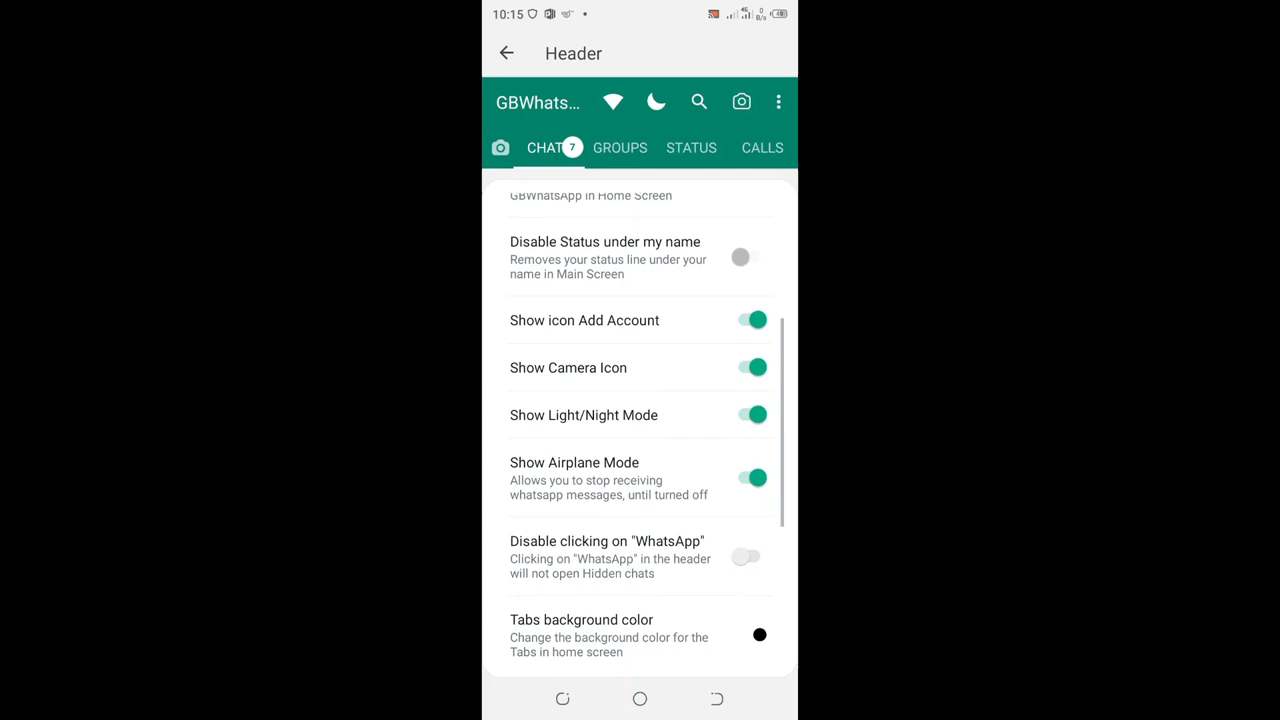 10:15
4G 0 B/s 48
Header
GBWhats...
CHAT 7 GROUPS STATUS CALLS
GBWhatsApp in Home Screen
Disable Status under my name
Removes your status line under your
name in Main Screen
Show icon Add Account
Show Camera Icon
Show Light/Night Mode
Show Airplane Mode
Allows you to stop receiving
whatsapp messages, until turned off
Disable clicking on "WhatsApp"
Clicking on "WhatsApp" in the header
will not open Hidden chats
Tabs background color
Change the background color for the
Tabs in home screen